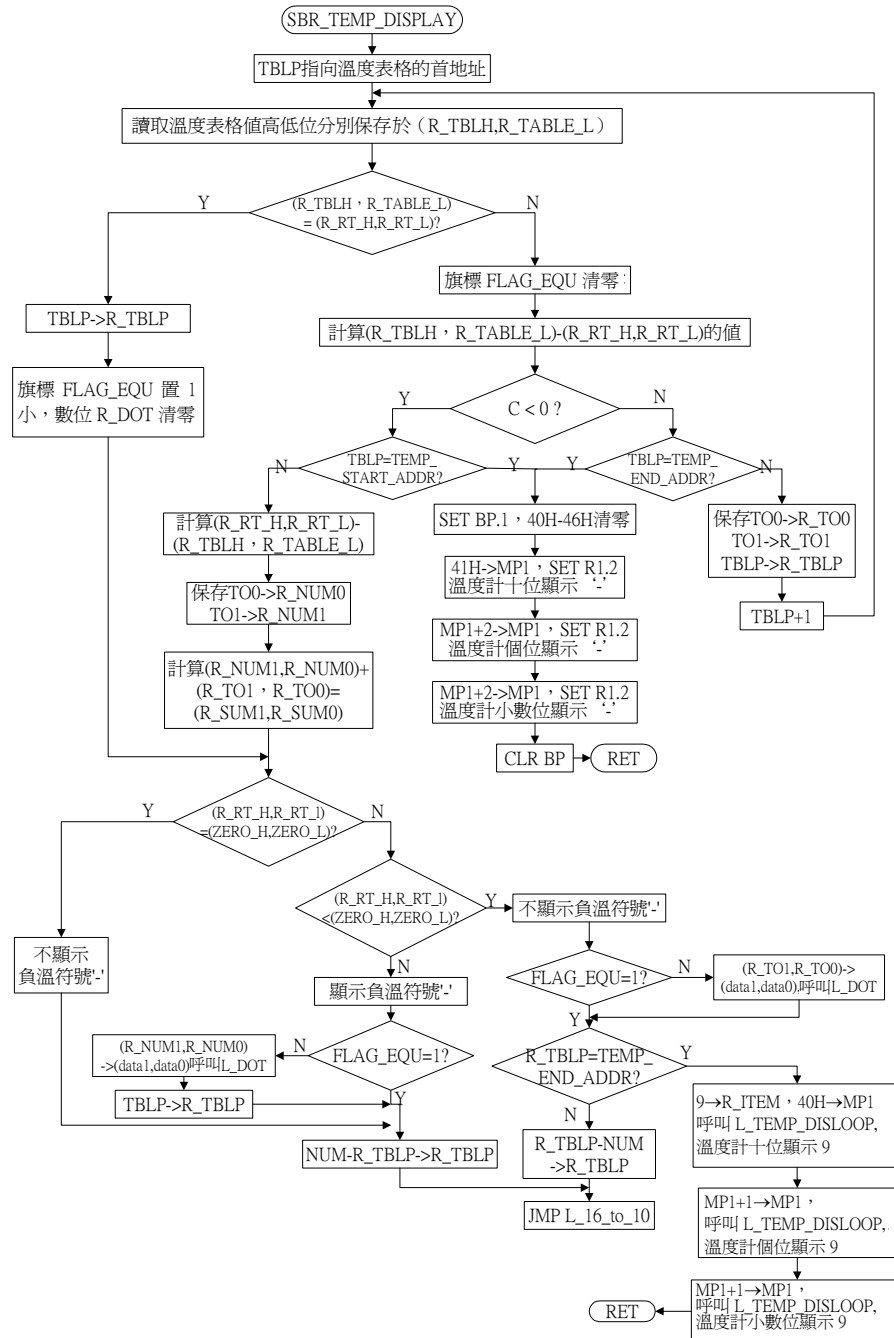 SBR_TEMP_DISPLAY
TBLP指向溫度表格的首地址
讀取溫度表格值高低位分別保存於（R_TBLH,R_TABLE_L）
(R_TBLH，R_TABLE_L)
= (R_RT_H,R_RT_L)?
Y
N
TBLP->R_TBLP
旗標 FLAG_EQU 置 1
小，數位 R_DOT 清零
旗標 FLAG_EQU 清零
計算(R_TBLH，R_TABLE_L)-(R_RT_H,R_RT_L)的值
C < 0 ?
Y
N
TBLP=TEMP_
START_ADDR?
N
Y
TBLP=TEMP_
END_ADDR?
Y
N
計算(R_RT_H,R_RT_L)-
(R_TBLH，R_TABLE_L)
保存TO0->R_NUM0
TO1->R_NUM1
計算(R_NUM1,R_NUM0)+
(R_TO1，R_TO0)=
(R_SUM1,R_SUM0)
SET BP.1，40H-46H清零
41H->MP1，SET R1.2
溫度計十位顯示‘-’
MP1+2->MP1，SET R1.2
溫度計個位顯示‘-’
MP1+2->MP1，SET R1.2
溫度計小數位顯示‘-’
CLR BP
RET
保存TO0->R_TO0
TO1->R_TO1
TBLP->R_TBLP
TBLP+1
(R_RT_H,R_RT_l)
=(ZERO_H,ZERO_L)?
Y
N
不顯示
負溫符號'-'
(R_RT_H,R_RT_l)
<(ZERO_H,ZERO_L)?
Y
N
不顯示負溫符號'-'
顯示負溫符號'-'
FLAG_EQU=1?
N
Y
(R_NUM1,R_NUM0)
->(data1,data0)呼叫L_DOT
TBLP->R_TBLP
NUM-R_TBLP->R_TBLP
FLAG_EQU=1?
N
Y
(R_TO1,R_TO0)->
(data1,data0).呼叫L_DOT
R_TBLP=TEMP_
END_ADDR?
Y
N
R_TBLP-NUM
->R_TBLP
JMP L_16_to_10
9→R_ITEM，40H→MP1
呼叫 L_TEMP_DISLOOP,
溫度計十位顯示 9
MP1+1→MP1，
呼叫 L_TEMP_DISLOOP,
溫度計個位顯示 9
MP1+1→MP1，
呼叫 L_TEMP_DISLOOP,
溫度計小數位顯示 9
RET